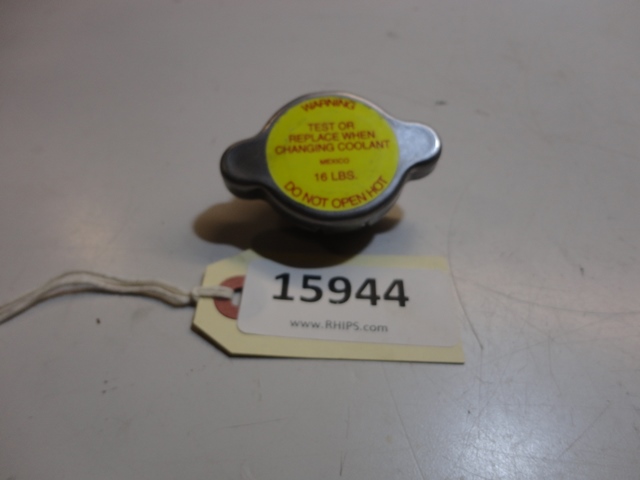 WARNING
TEST OR
REPLACE WHEN
CHANGING COOLANT
MEXICO
16 LBS.
DO NOT OPEN HOT
15944
www.RHIPS.com